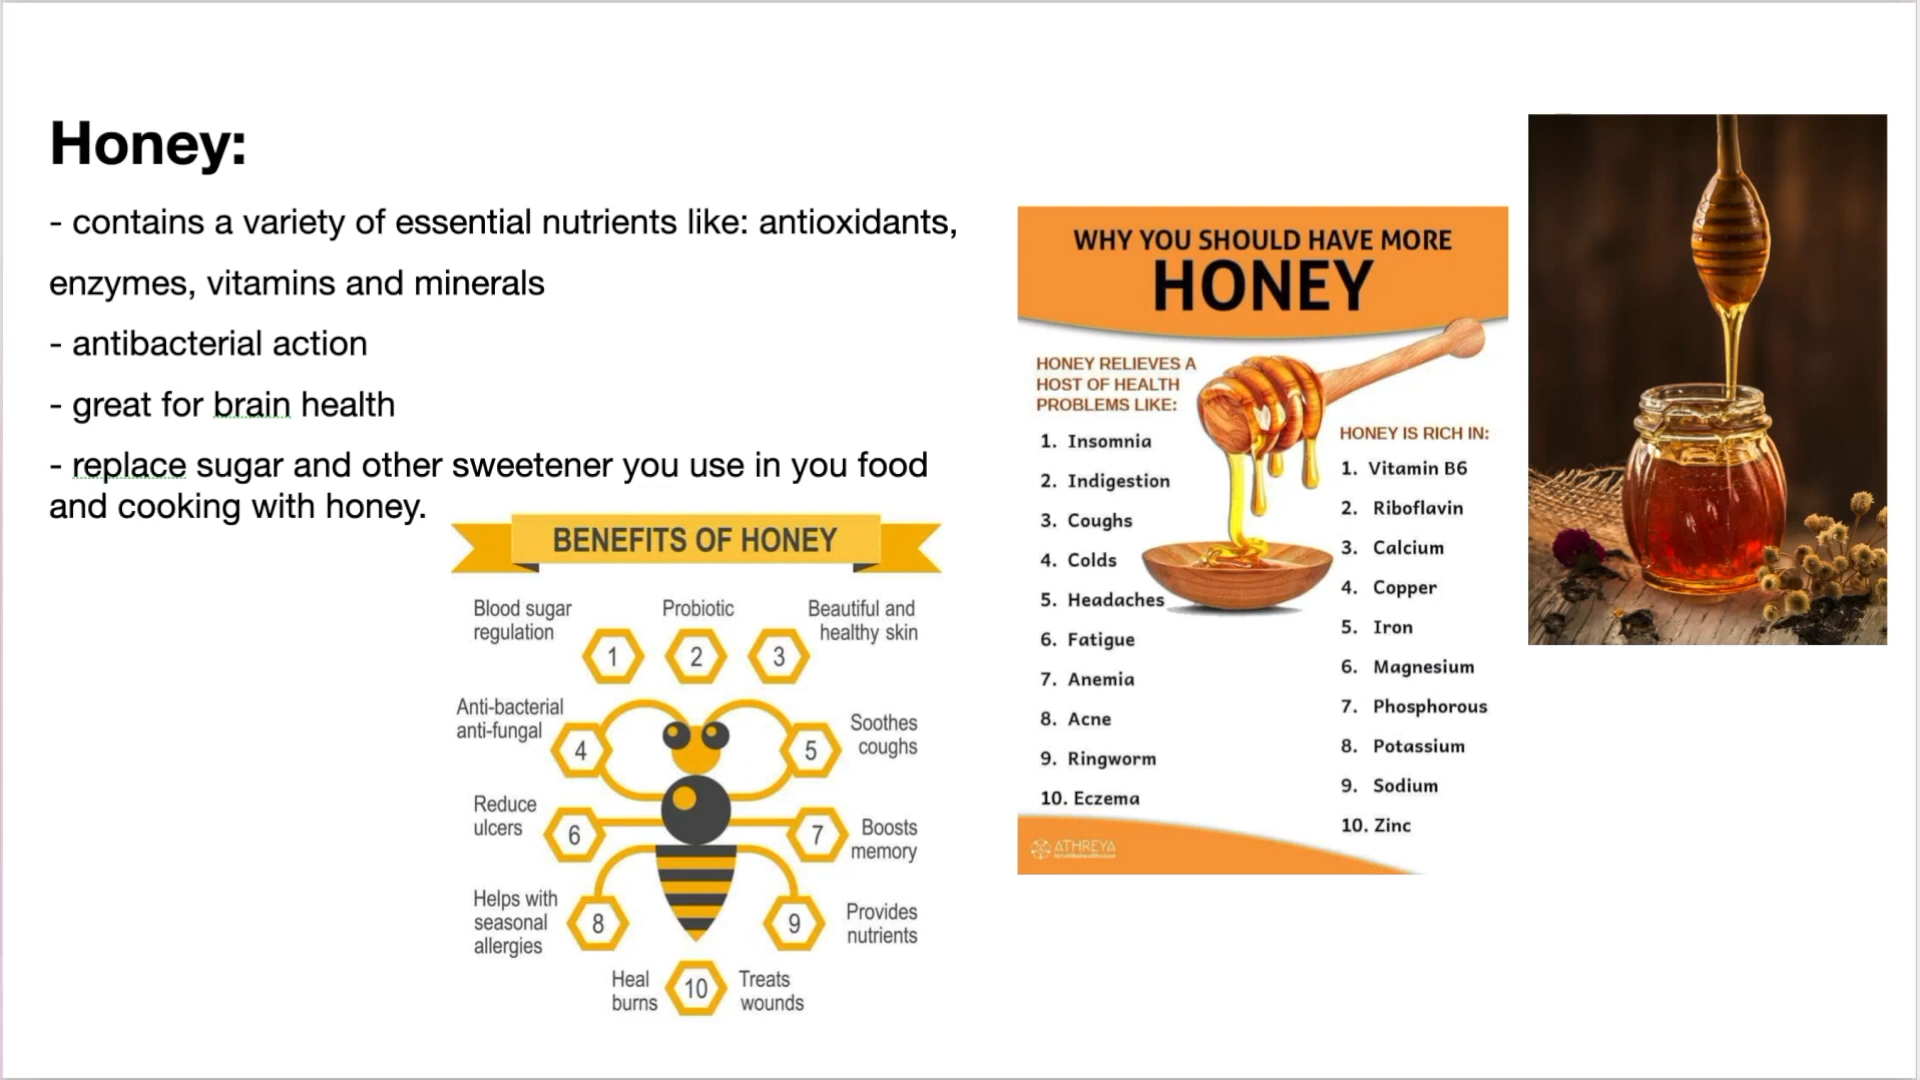 Honey:
- contains a variety of essential nutrients like: antioxidants,
enzymes, vitamins and minerals
- antibacterial action
- great for brain health
- replace sugar and other sweetener you use in you food
and cooking with honey.
BENEFITS OF HONEY
Blood sugar
regulation
1
Probiotic
2
Beautiful and
healthy skin
3
Anti-bacterial
anti-fungal
4
Soothes
coughs
5
Reduce
ulcers
6
Boosts
memory
7
Helps with
seasonal
allergies
8
Provides
nutrients
9
Heal
burns
10
Treats
wounds
WHY YOU SHOULD HAVE MORE
HONEY
HONEY RELIEVES A
HOST OF HEALTH
PROBLEMS LIKE:
1. Insomnia
2. Indigestion
3. Coughs
4. Colds
5. Headaches
6. Fatigue
7. Anemia
8. Acne
9. Ringworm
10. Eczema
HONEY IS RICH IN:
1. Vitamin B6
2. Riboflavin
3. Calcium
4. Copper
5. Iron
6. Magnesium
7. Phosphorous
8. Potassium
9. Sodium
10. Zinc
ATHREYA